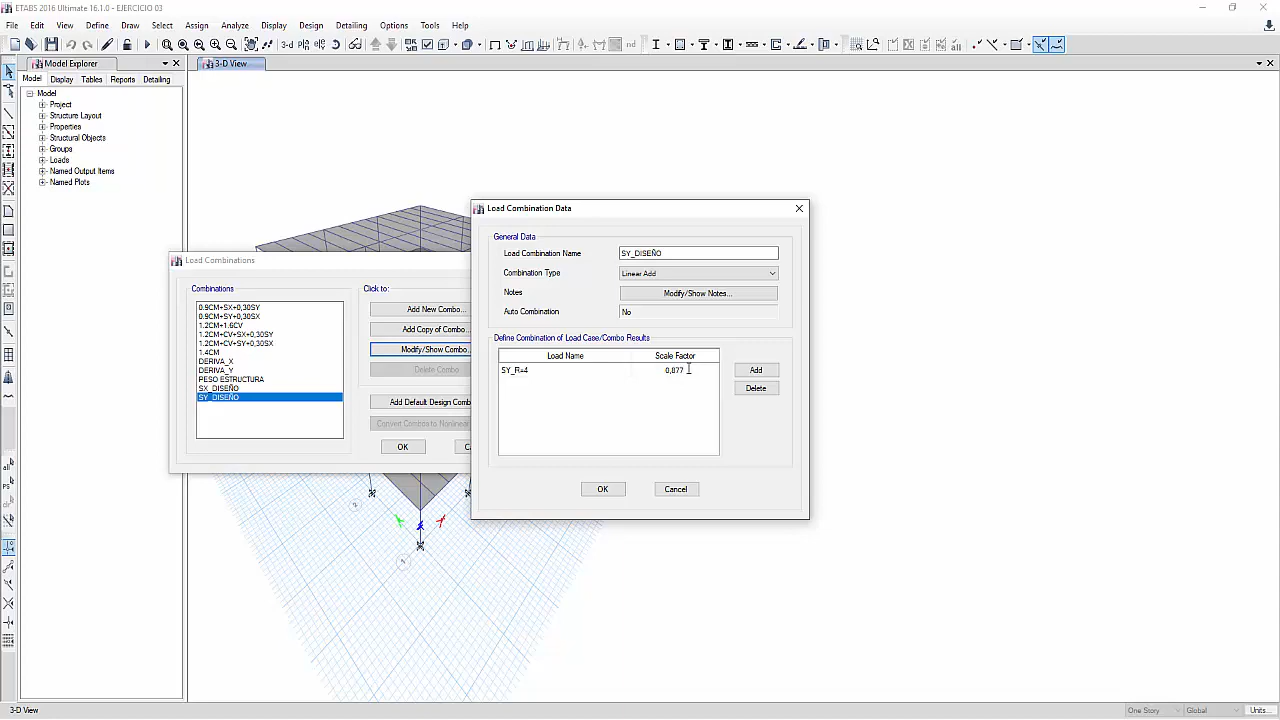 ETABS 2016 Ultimate 16.1.0 - EJERCICIO 03
File Edit View Define Draw Select Assign Analyze Display Design Detailing Options Tools Help
3-d
nd
Model Explorer
3-D View
Model Display Tables Reports Detailing
Model
Project
Structure Layout
Properties
Structural Objects
Groups
Loads
Named Output Items
Named Plots
Load Combinations
Combinations
Click to:
0.9CM+SX+0,30SY
0.9CM+SY+0,30SX
1.2CM+1.6CV
1.2CM+CV+SX+0,30SY
1.2CM+CV+SY+0,30SX
1.4CM
DERIVA_X
DERIVA_Y
PESO ESTRUCTURA
SX_DISEÑO
SY_DISEÑO
Add New Combo...
Add Copy of Combo...
Modify/Show Combo...
Delete Combo
Add Default Design Comb
Convert Combos to Nonlinear
OK
Ca
Load Combination Data
General Data
Load Combination Name SY_DISEÑO
Combination Type Linear Add
Notes Modify/Show Notes...
Auto Combination No
Define Combination of Load Case/Combo Results
Load Name Scale Factor
SY_R=4 0,877
Add
Delete
OK Cancel
3-D View
One Story Global Units...